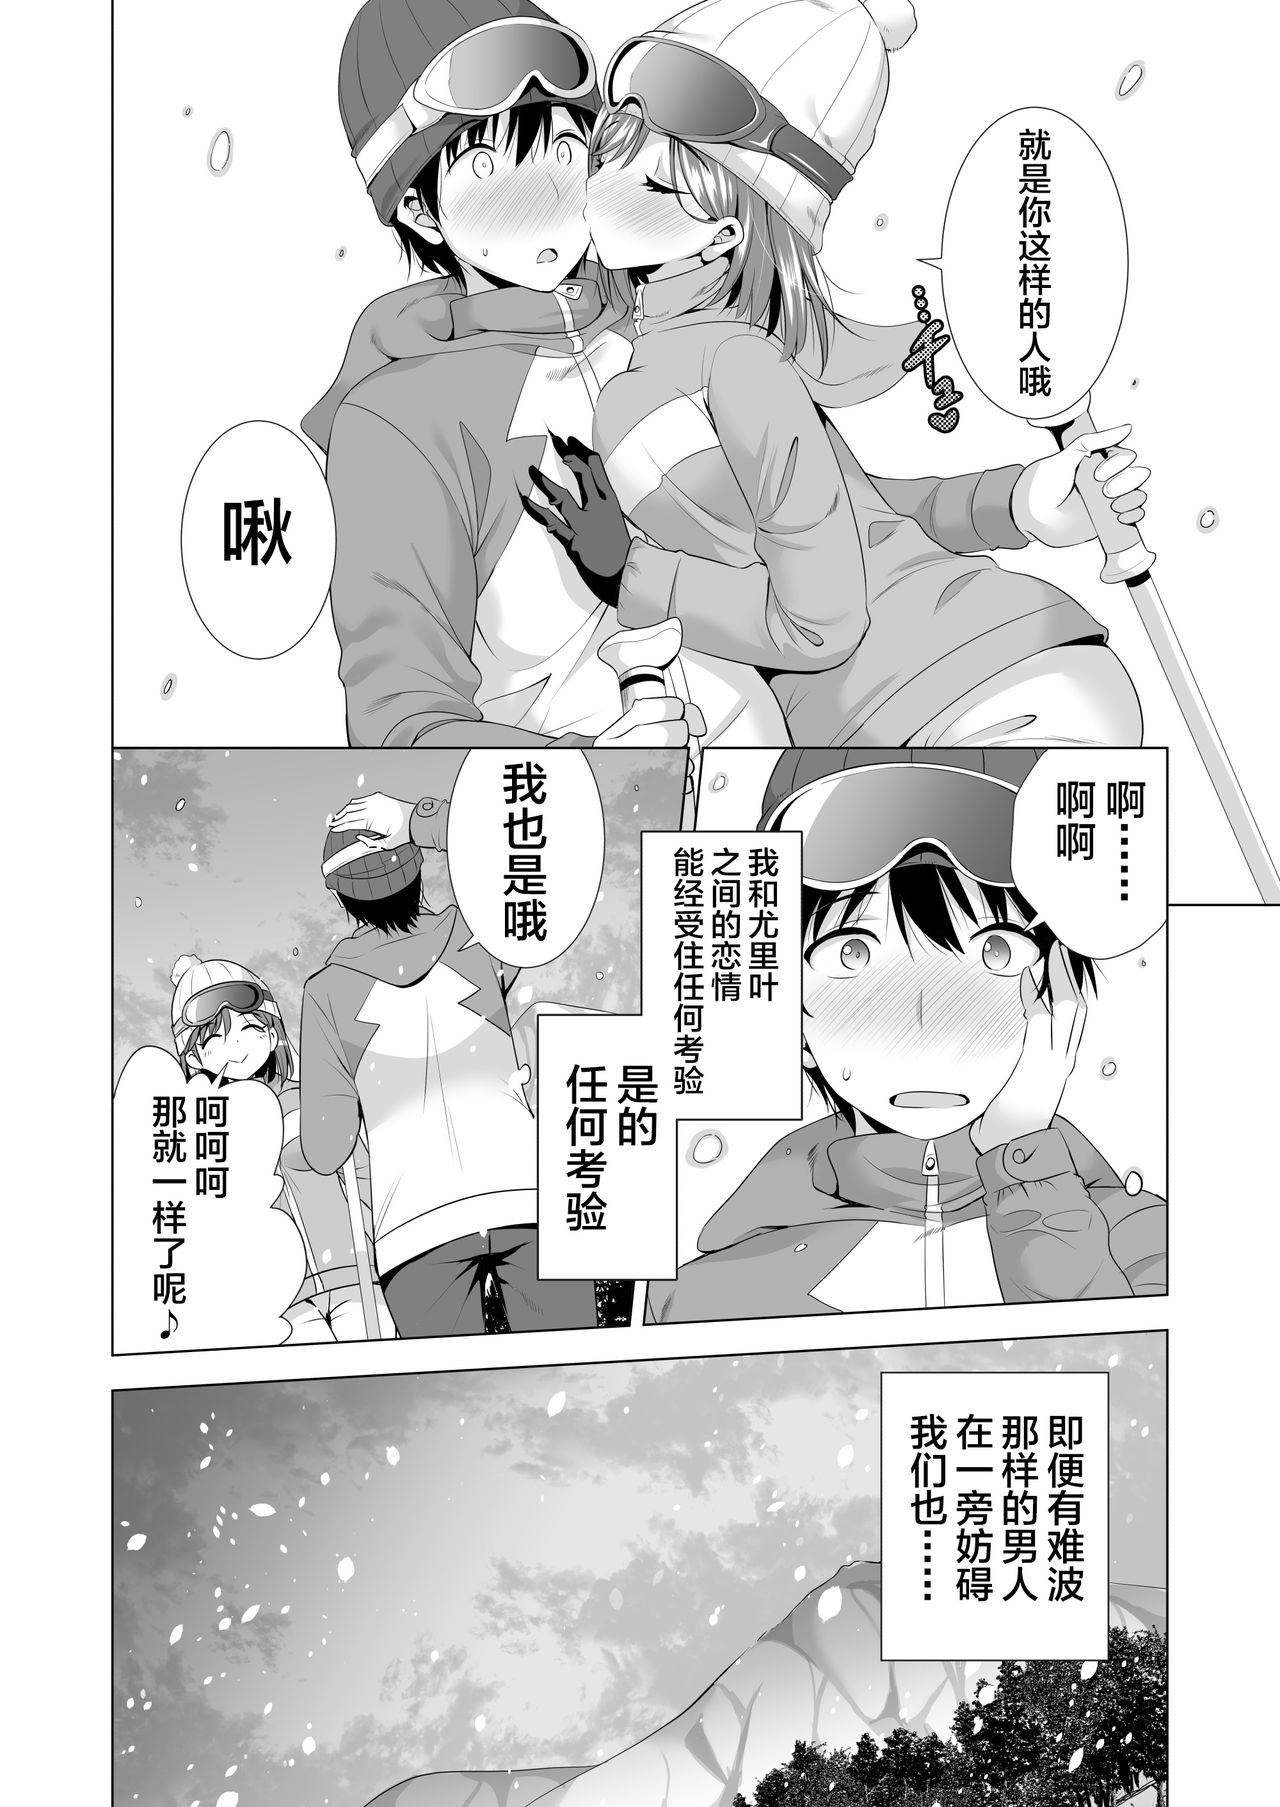 就是你这样的人哦
チュ♥
啾
啊……
啊啊
我和尤里叶
之间的恋情
能经受住任何考验
是的
任何考验
我也是哦
呵呵呵
那就一样了呢♪
即便有难波
那样的男人
在一旁妨碍
我们也……